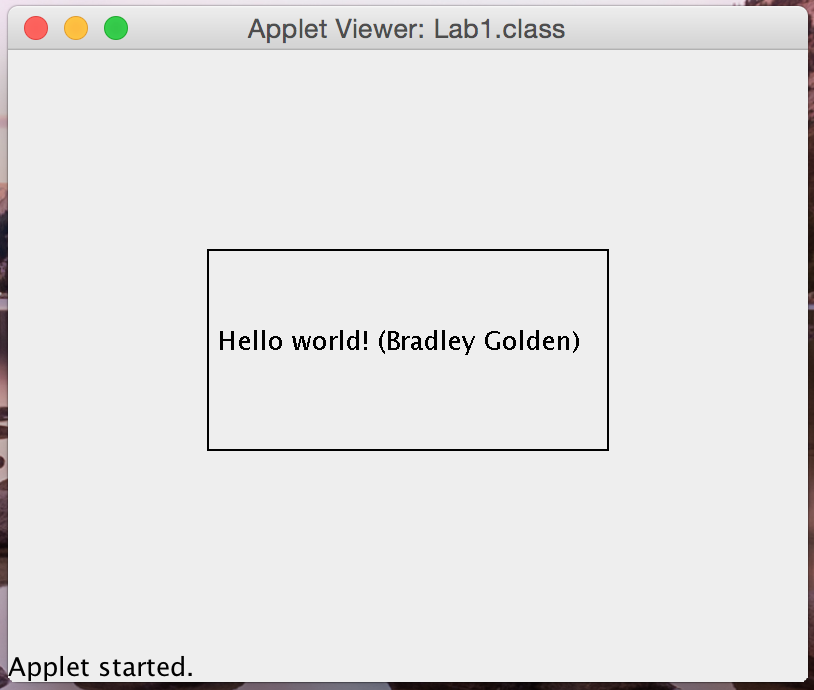 Applet Viewer: Lab1.class
Hello world! (Bradley Golden)
Applet started.